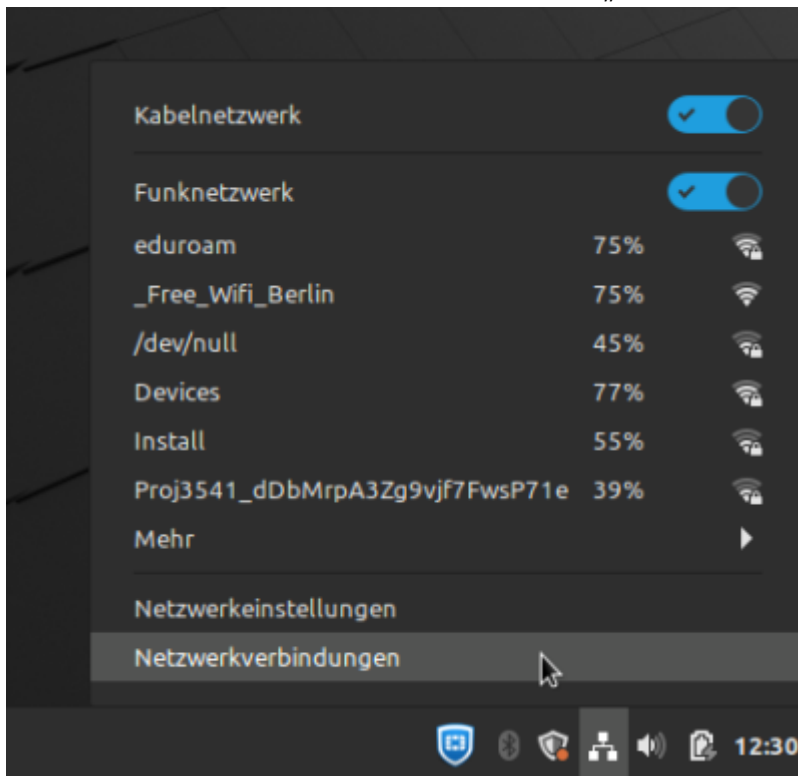 Kabelnetzwerk
Funknetzwerk
eduroam 75%
_Free_Wifi_Berlin 75%
/dev/null 45%
Devices 77%
Install 55%
Proj3541_dDbMrpA3Zg9vjf7FwsP71e 39%
Mehr
Netzwerkeinstellungen
Netzwerkverbindungen
12:30